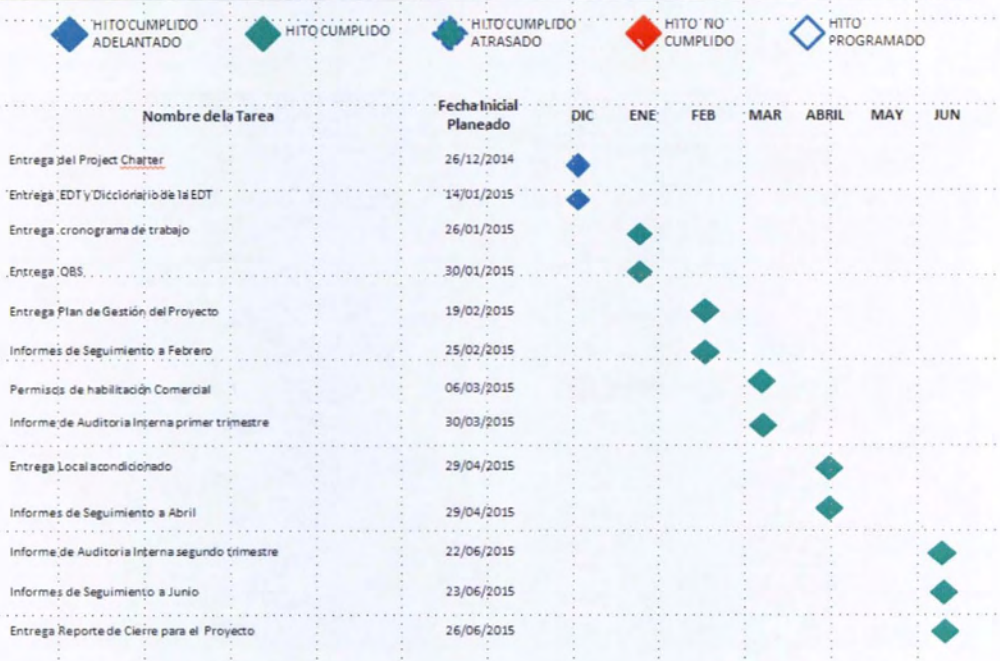 HITO CUMPLIDO ADELANTADO
HITO CUMPLIDO
HITO CUMPLIDO ATRASADO
HITO NO CUMPLIDO
HITO PROGRAMADO
Nombre de la Tarea Fecha Inicial Planeado DIC ENE FEB MAR ABRIL MAY JUN
Entrega del Project Charter 26/12/2014
Entrega EDT y Diccionario de la EDT 14/01/2015
Entrega cronograma de trabajo 26/01/2015
Entrega OBS 30/01/2015
Entrega Plan de Gestión del Proyecto 19/02/2015
Informes de Seguimiento a Febrero 25/02/2015
Permisos de habilitación Comercial 06/03/2015
Informe de Auditoria Interna primer trimestre 30/03/2015
Entrega Local acondicionado 29/04/2015
Informes de Seguimiento a Abril 29/04/2015
Informe de Auditoria Interna segundo trimestre 22/06/2015
Informes de Seguimiento a Junio 23/06/2015
Entrega Reporte de Cierre para el Proyecto 26/06/2015